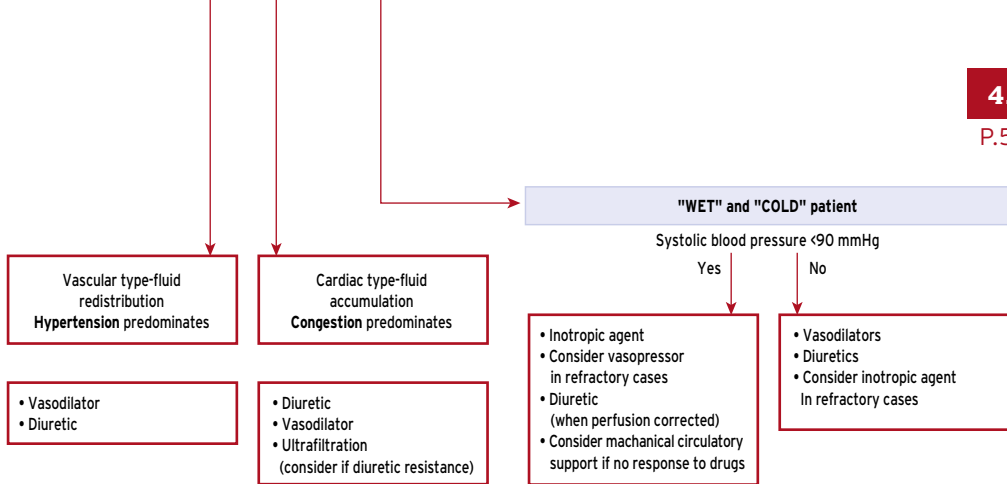 4.
P.5
"WET" and "COLD" patient
Systolic blood pressure <90 mmHg
Yes
No
Vascular type-fluid
redistribution
Hypertension predominates
Cardiac type-fluid
accumulation
Congestion predominates
• Vasodilator
• Diuretic
• Diuretic
• Vasodilator
• Ultrafiltration
(consider if diuretic resistance)
• Inotropic agent
• Consider vasopressor
in refractory cases
• Diuretic
(when perfusion corrected)
• Consider machanical circulatory
support if no response to drugs
• Vasodilators
• Diuretics
• Consider inotropic agent
In refractory cases